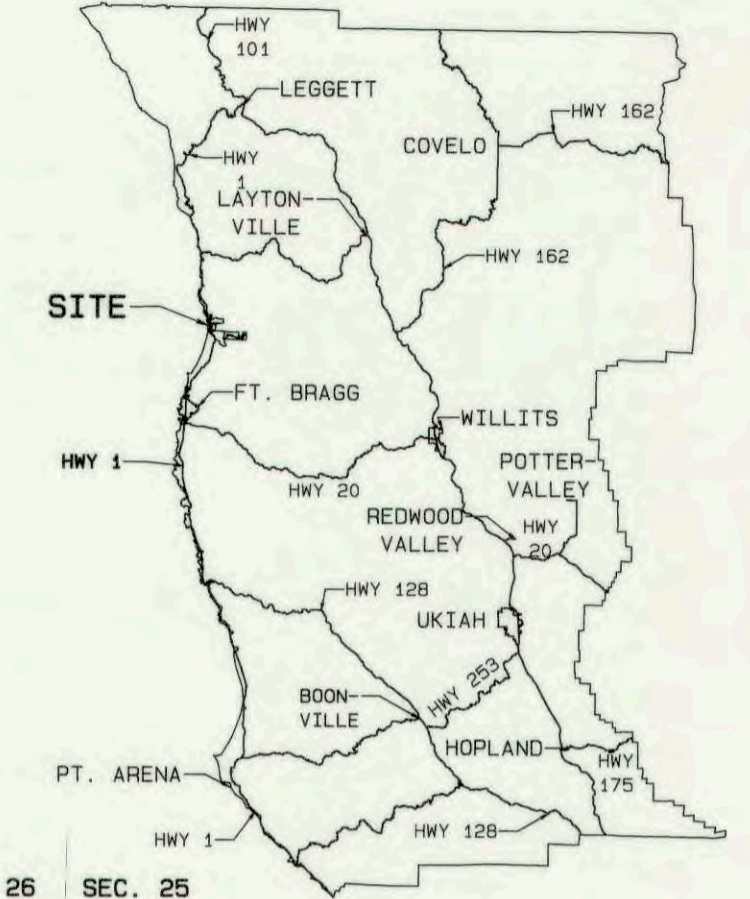 HWY
101
LEGGETT
HWY 162
COVELO
HWY
1
LAYTON
VILLE
HWY 162
SITE
FT. BRAGG
WILLITS
HWY 1
POTTER
VALLEY
HWY 20
REDWOOD
VALLEY
HWY
20
HWY 128
UKIAH
HWY 253
BOON
VILLE
HOPLAND
HWY
175
PT. ARENA
HWY 1
HWY 128
26
SEC. 25